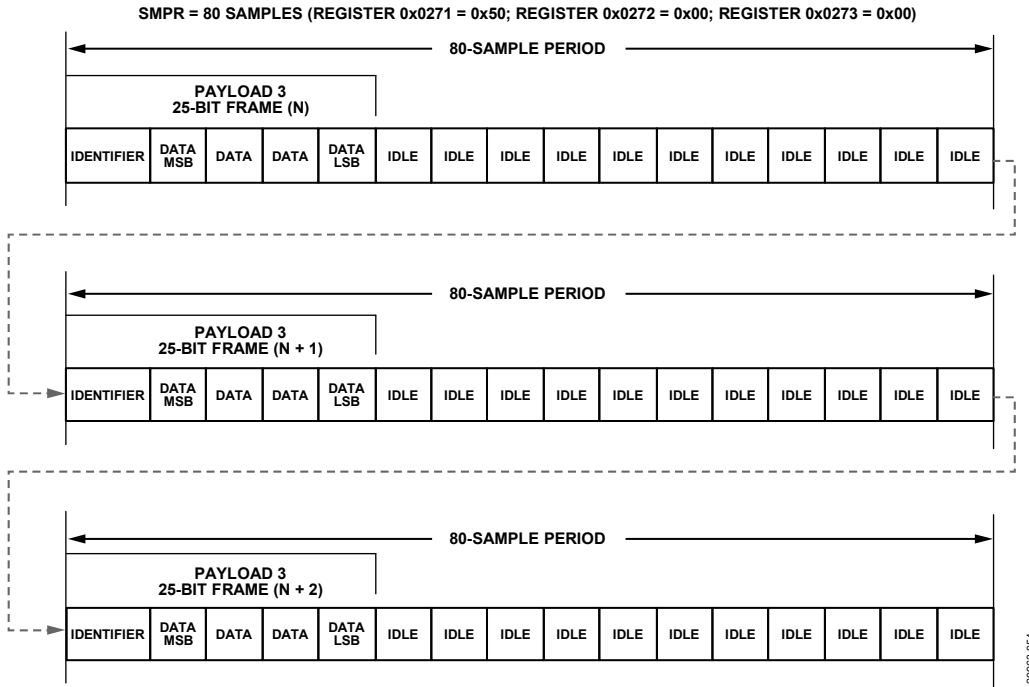 SMPR = 80 SAMPLES (REGISTER 0x0271 = 0x50; REGISTER 0x0272 = 0x00; REGISTER 0x0273 = 0x00)
80-SAMPLE PERIOD
PAYLOAD 3
25-BIT FRAME (N)
IDENTIFIER DATA MSB DATA DATA DATA LSB IDLE IDLE IDLE IDLE IDLE IDLE IDLE IDLE IDLE IDLE IDLE
80-SAMPLE PERIOD
PAYLOAD 3
25-BIT FRAME (N + 1)
IDENTIFIER DATA MSB DATA DATA DATA LSB IDLE IDLE IDLE IDLE IDLE IDLE IDLE IDLE IDLE IDLE IDLE
80-SAMPLE PERIOD
PAYLOAD 3
25-BIT FRAME (N + 2)
IDENTIFIER DATA MSB DATA DATA DATA LSB IDLE IDLE IDLE IDLE IDLE IDLE IDLE IDLE IDLE IDLE IDLE